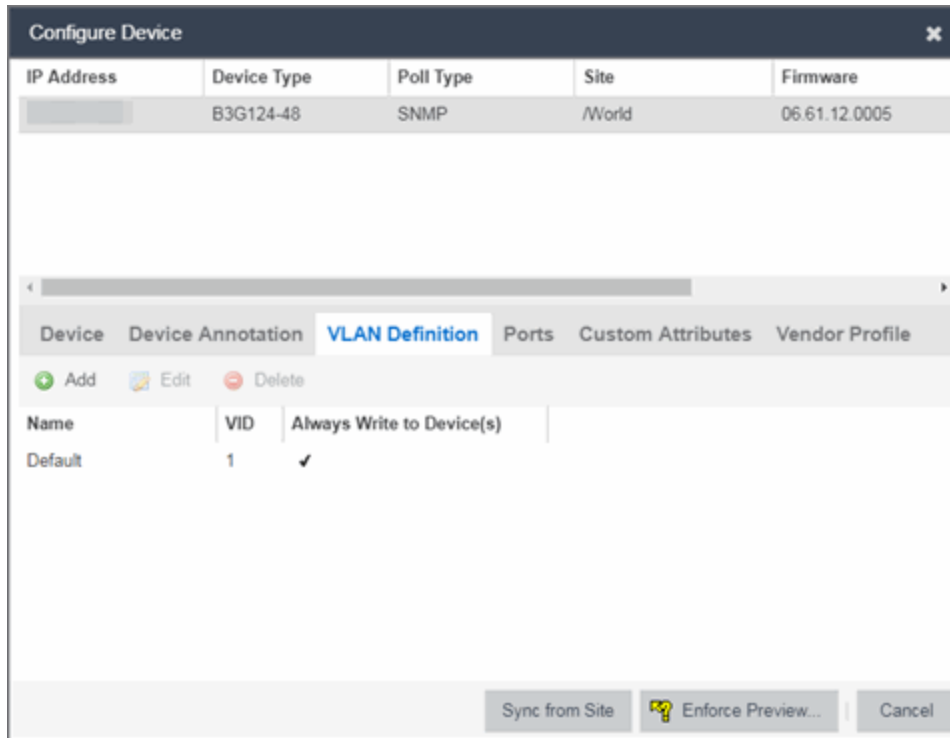 Configure Device
IP Address Device Type Poll Type Site Firmware
B3G124-48 SNMP /World 06.61.12.0005
Device Device Annotation VLAN Definition Ports Custom Attributes Vendor Profile
Add Edit Delete
Name VID Always Write to Device(s)
Default 1 ✔
Sync from Site Enforce Preview... Cancel